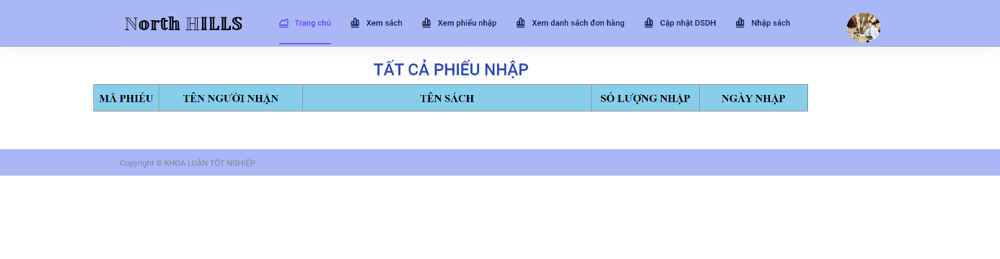 North HILLS
Trang chủ
Xem sách
Xem phiếu nhập
Xem danh sách đơn hàng
Cập nhật DSDH
Nhập sách
TẤT CẢ PHIẾU NHẬP
MÃ PHIẾU
TÊN NGƯỜI NHẬN
TÊN SÁCH
SỐ LƯỢNG NHẬP
NGÀY NHẬP
Copyright © KHÓA LUẬN TỐT NGHIỆP